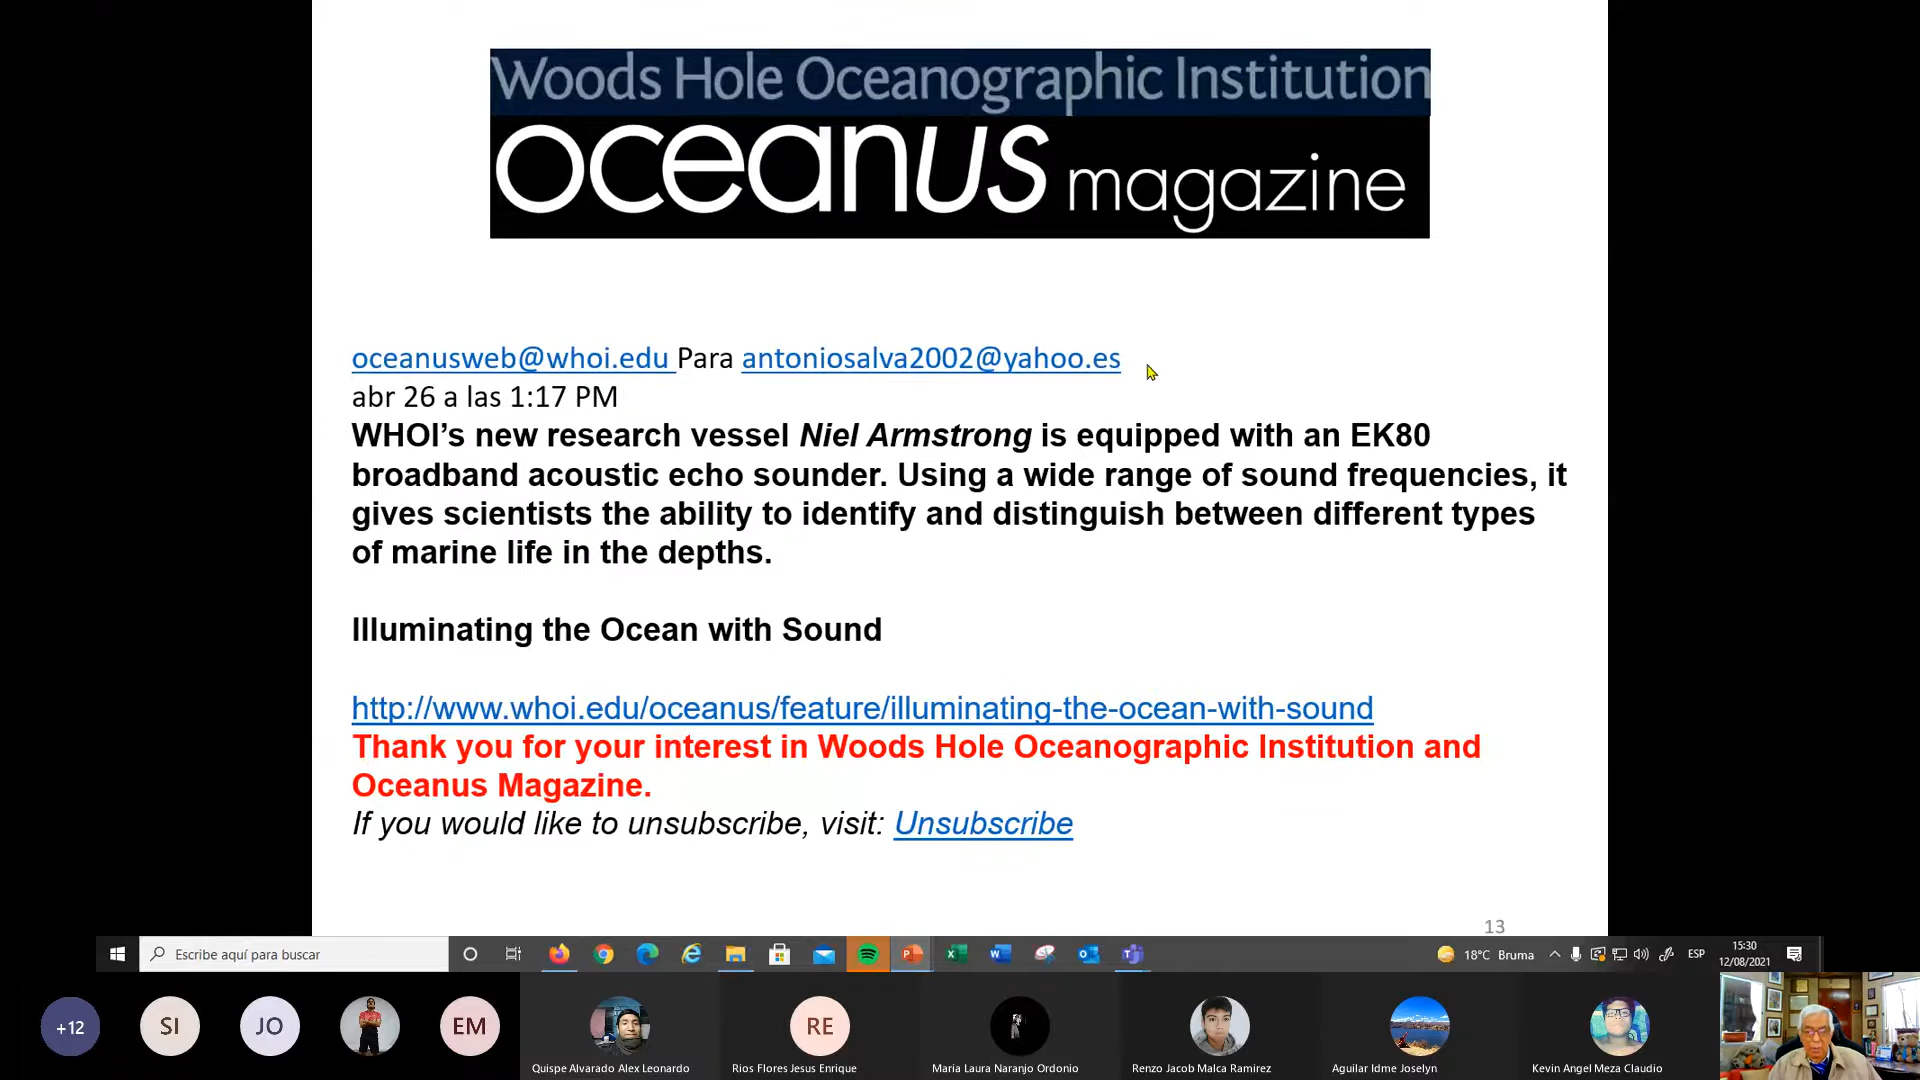 Woods Hole Oceanographic Institution
oceanus magazine
oceanusweb@whoi.edu Para antoniosalva2002@yahoo.es
abr 26 a las 1:17 PM
WHOI’s new research vessel Niel Armstrong is equipped with an EK80
broadband acoustic echo sounder. Using a wide range of sound frequencies, it
gives scientists the ability to identify and distinguish between different types
of marine life in the depths.
Illuminating the Ocean with Sound
http://www.whoi.edu/oceanus/feature/illuminating-the-ocean-with-sound
Thank you for your interest in Woods Hole Oceanographic Institution and
Oceanus Magazine.
If you would like to unsubscribe, visit: Unsubscribe
13
Escribe aquí para buscar
18°C Bruma
ESP
15:30
12/08/2021
+12
SI
JO
EM
RE
Quispe Alvarado Alex Leonardo
Rios Flores Jesus Enrique
Maria Laura Naranjo Ordonio
Renzo Jacob Malca Ramirez
Aguilar Idme Joselyn
Kevin Angel Meza Claudio